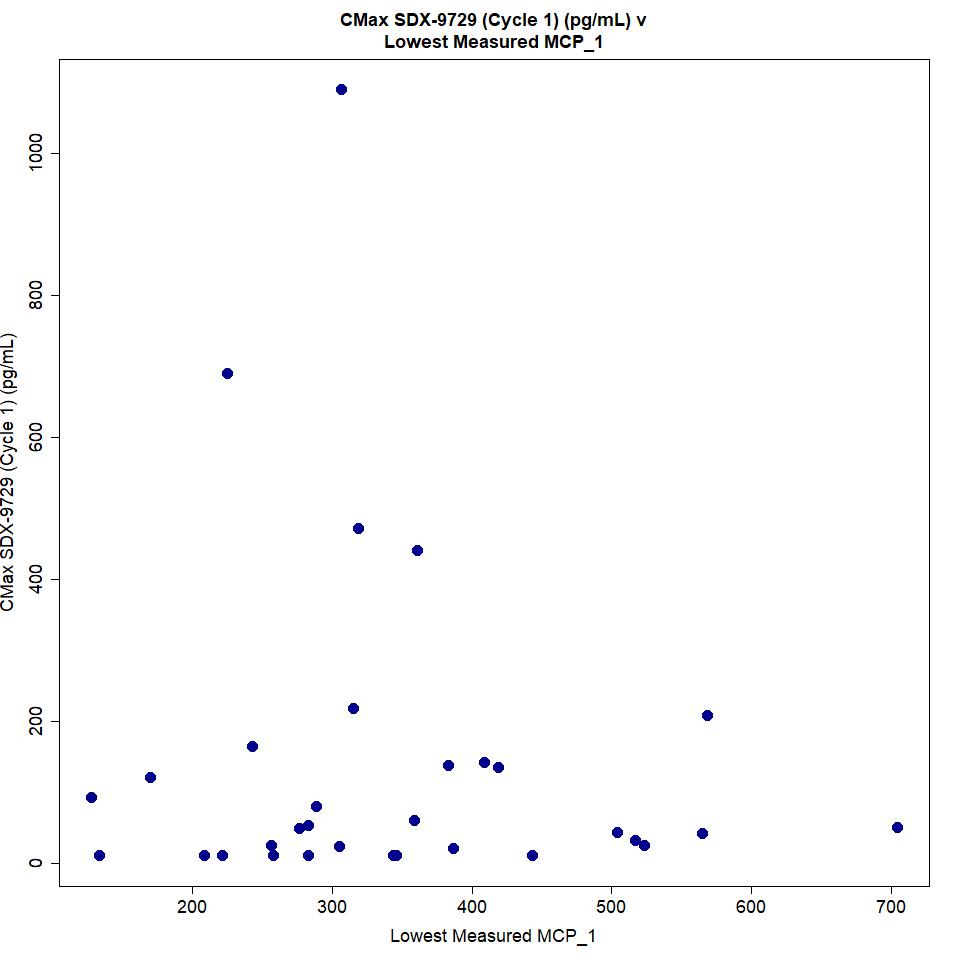 CMax SDX-9729 (Cycle 1) (pg/mL) v
Lowest Measured MCP_1
CMax SDX-9729 (Cycle 1) (pg/mL)
1000
800
600
400
200
0
200 300 400 500 600 700
Lowest Measured MCP_1